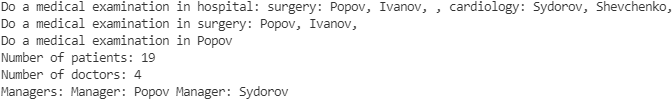 Do a medical examination in hospital: surgery: Popov, Ivanov, , cardiology: Sydorov, Shevchenko,
Do a medical examination in surgery: Popov, Ivanov,
Do a medical examination in Popov
Number of patients: 19
Number of doctors: 4
Managers: Manager: Popov Manager: Sydorov